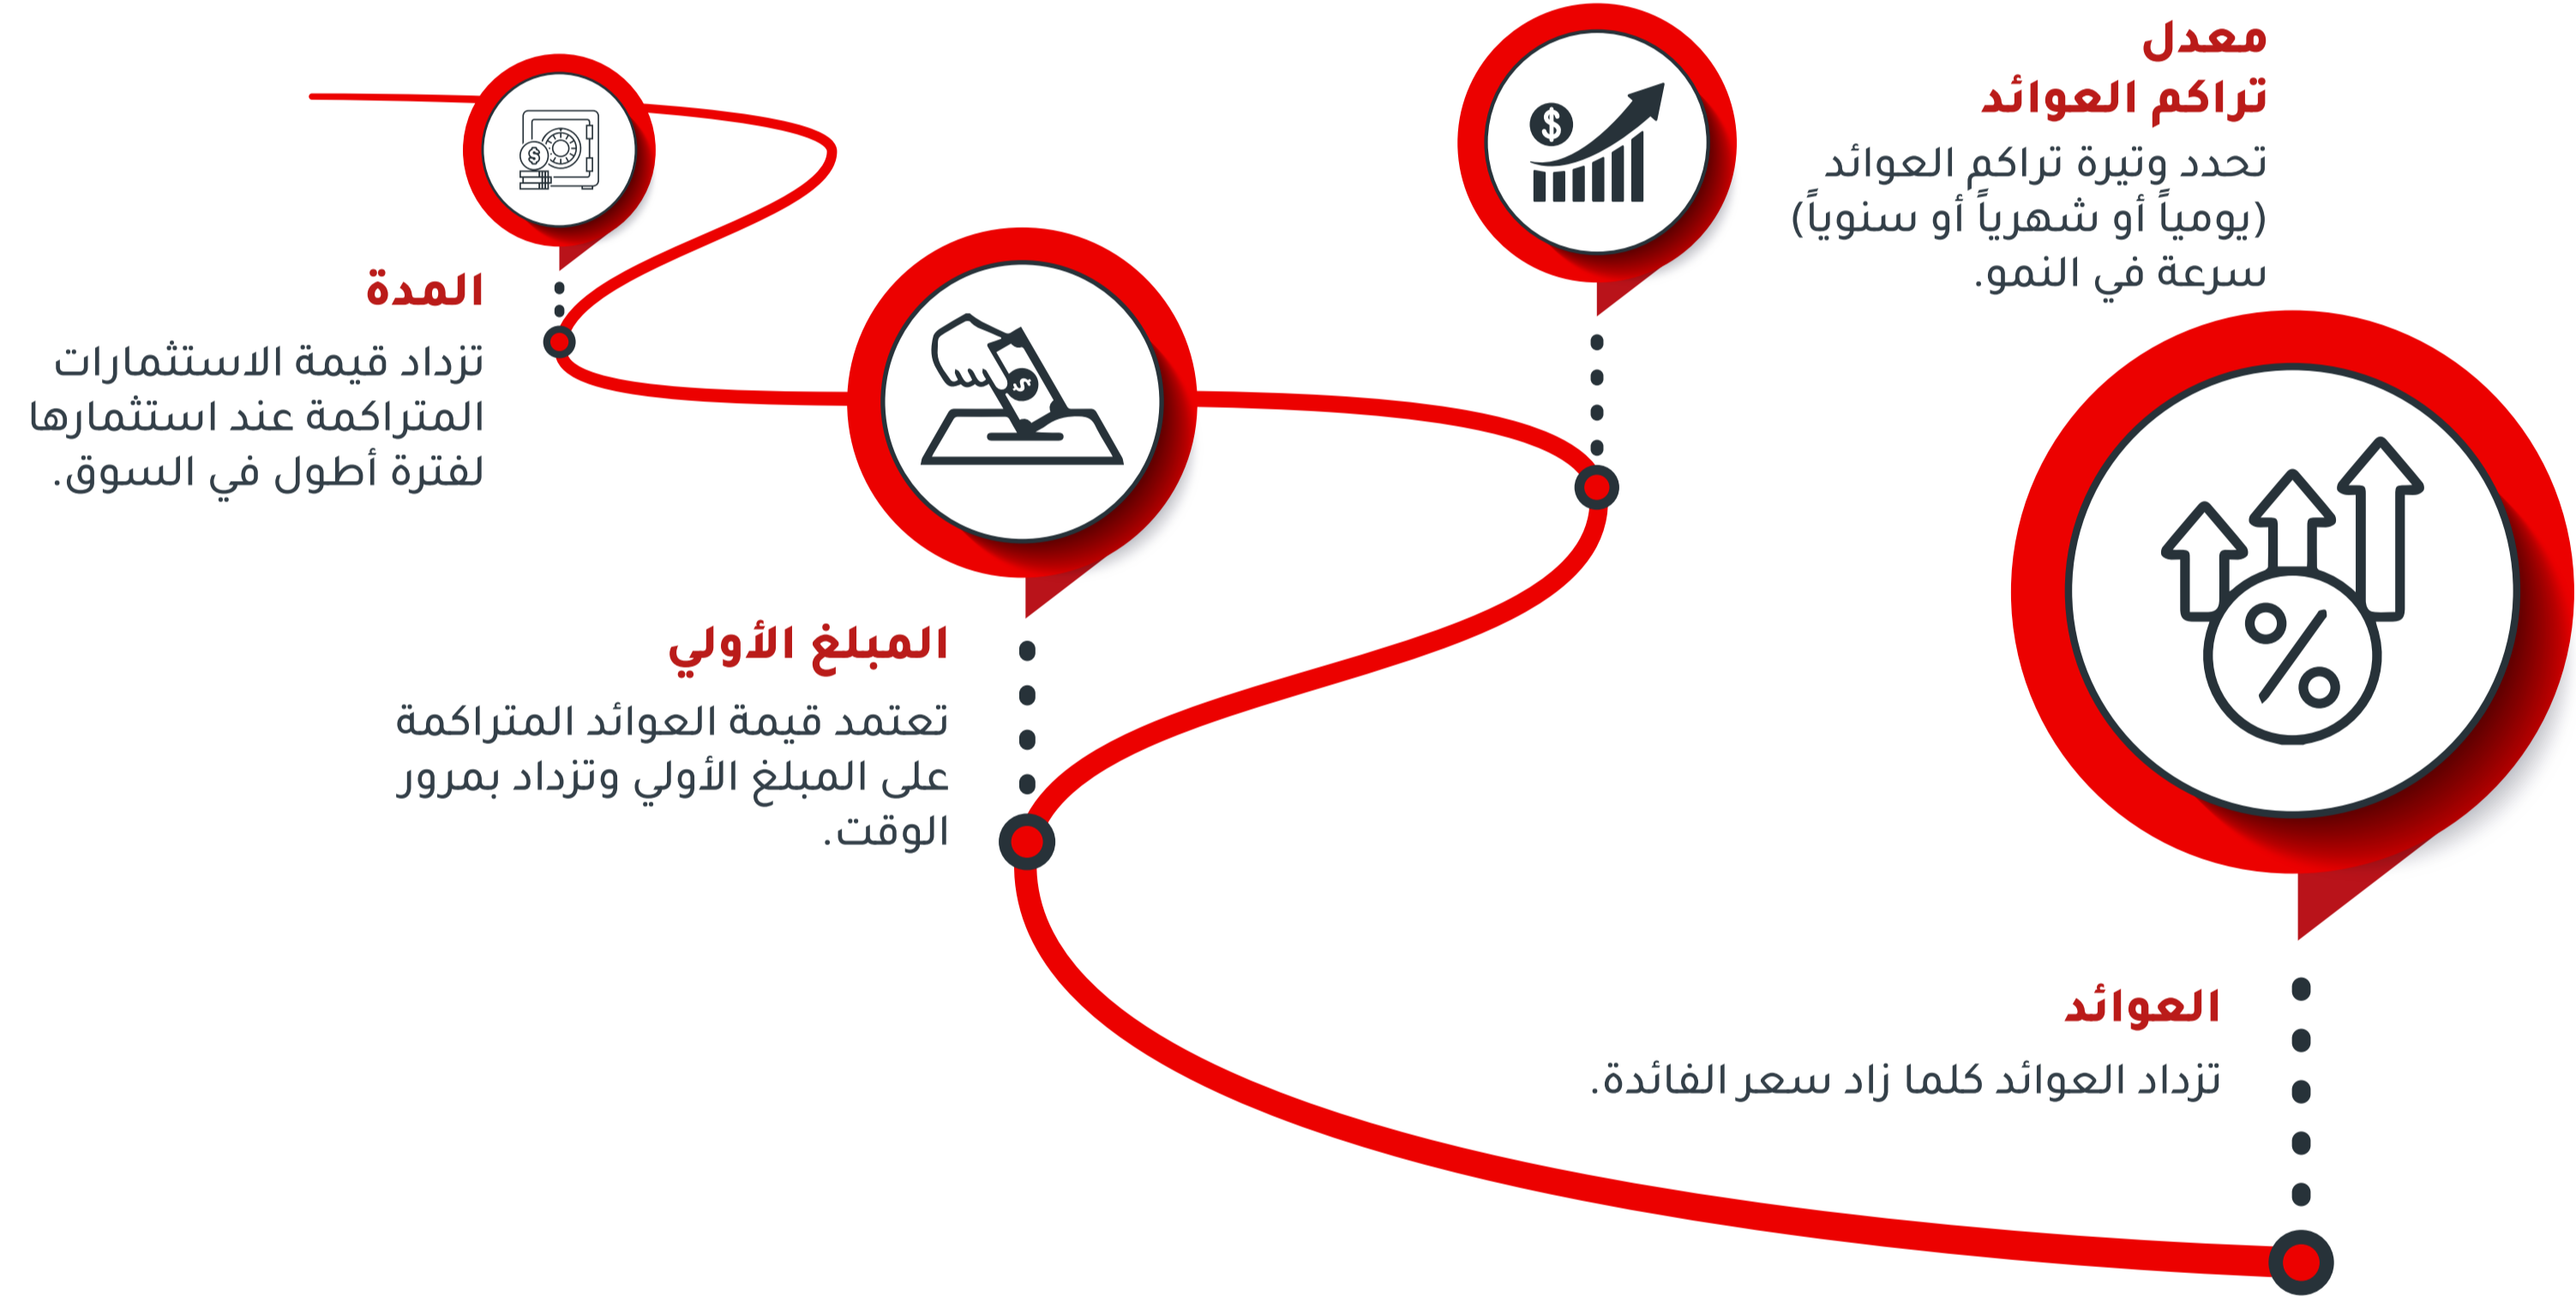 معدل
تراكم العوائد
تحدد وتيرة تراكم العوائد
(يومياً أو شهرياً أو سنوياً)
سرعة في النمو.
المدة
تزداد قيمة الاستثمارات
المتراكمة عند استثمارها
لفترة أطول في السوق.
المبلغ الأولي
تعتمد قيمة العوائد المتراكمة
على المبلغ الأولي وتزداد بمرور
الوقت.
العوائد
تزداد العوائد كلما زاد سعر الفائدة.